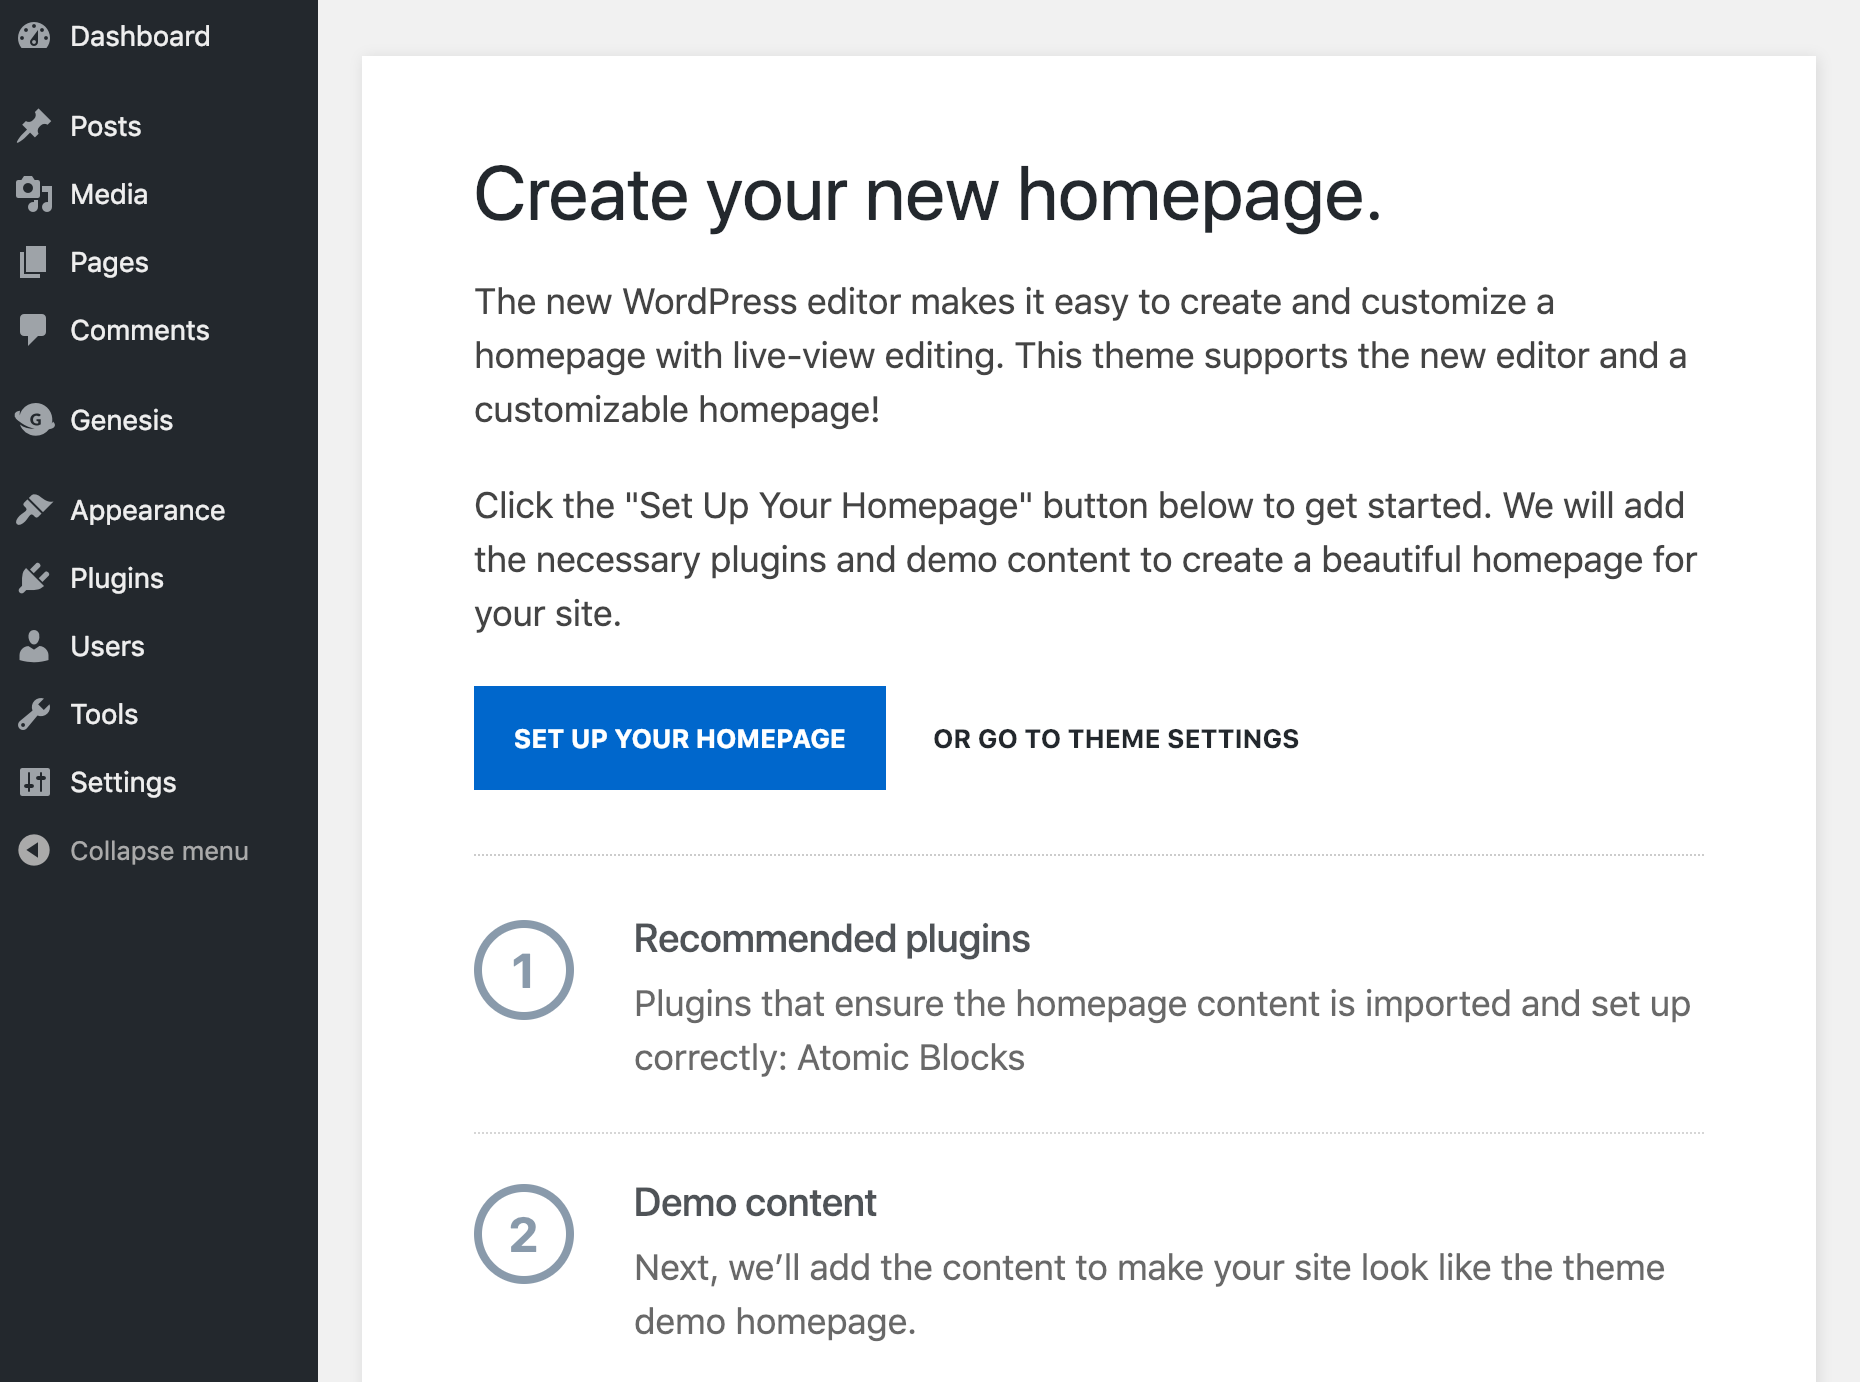 Dashboard
Posts
Media
Pages
Comments
G
Genesis
Appearance
Plugins
Users
Tools
Settings
Collapse menu
Create your new homepage.
The new WordPress editor makes it easy to create and customize a
homepage with live-view editing. This theme supports the new editor and a
customizable homepage!
Click the "Set Up Your Homepage" button below to get started. We will add
the necessary plugins and demo content to create a beautiful homepage for
your site.
SET UP YOUR HOMEPAGE
OR GO TO THEME SETTINGS
1
Recommended plugins
Plugins that ensure the homepage content is imported and set up
correctly: Atomic Blocks
2
Demo content
Next, we’ll add the content to make your site look like the theme
demo homepage.